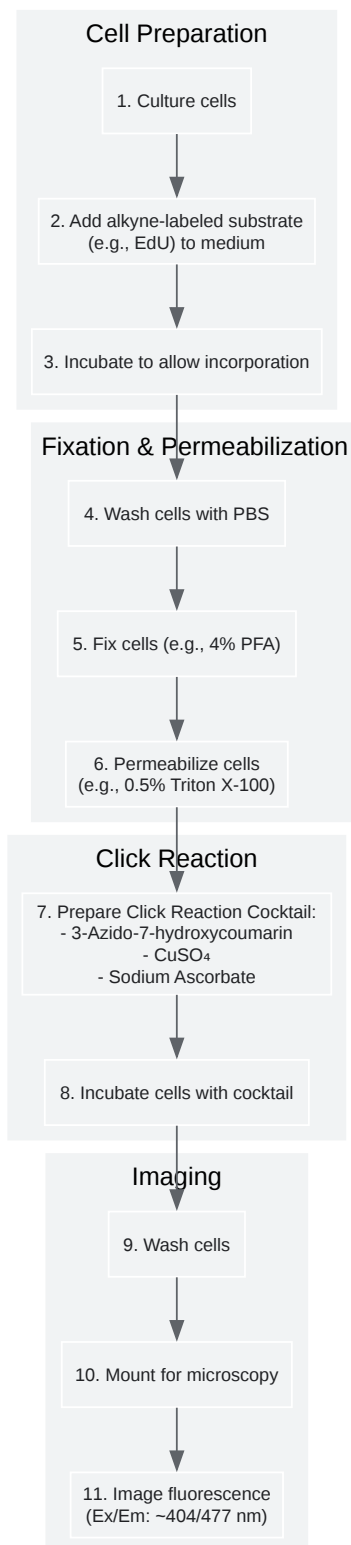 Cell Preparation
1. Culture cells
2. Add alkyne-labeled substrate
(e.g., EdU) to medium
3. Incubate to allow incorporation
Fixation & Permeabilization
4. Wash cells with PBS
5. Fix cells (e.g., 4% PFA)
6. Permeabilize cells
(e.g., 0.5% Triton X-100)
Click Reaction
7. Prepare Click Reaction Cocktail:
- 3-Azido-7-hydroxycoumarin
- CuSO₄
- Sodium Ascorbate
8. Incubate cells with cocktail
Imaging
9. Wash cells
10. Mount for microscopy
11. Image fluorescence
(Ex/Em: ~404/477 nm)